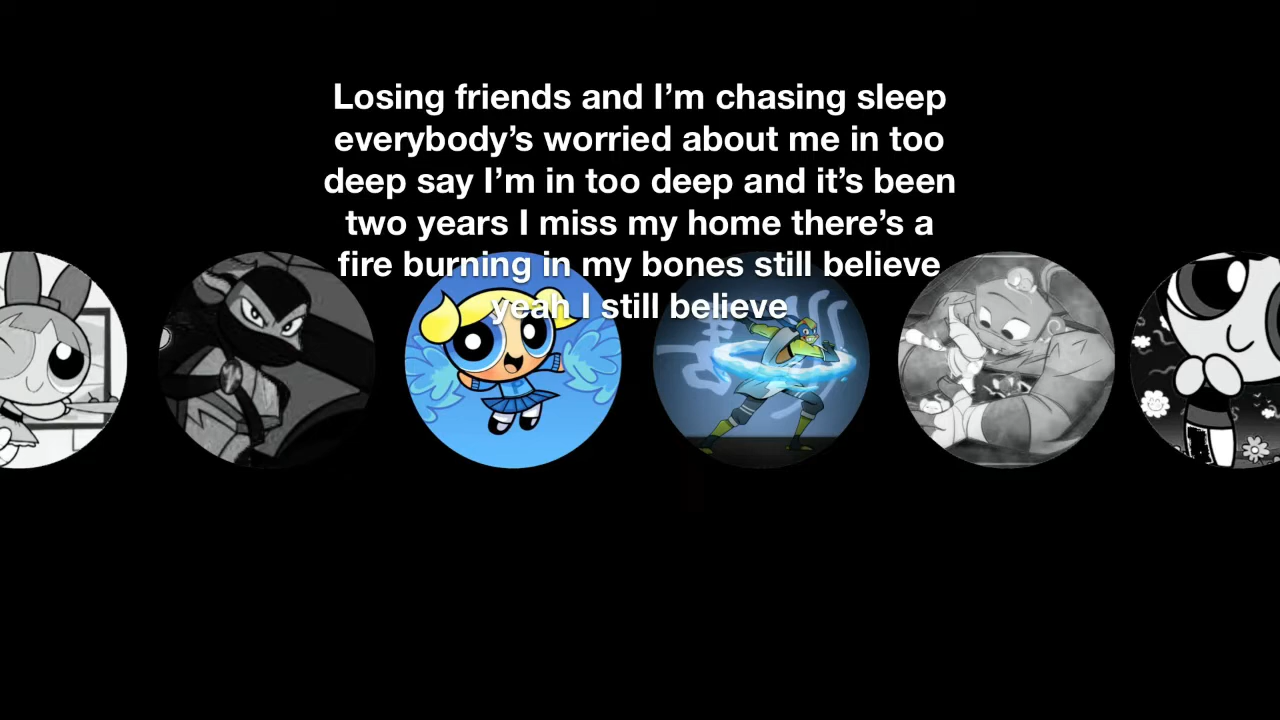 Losing friends and I’m chasing sleep
everybody’s worried about me in too
deep say I’m in too deep and it’s been
two years I miss my home there’s a
fire burning in my bones still believe
yeah I still believe